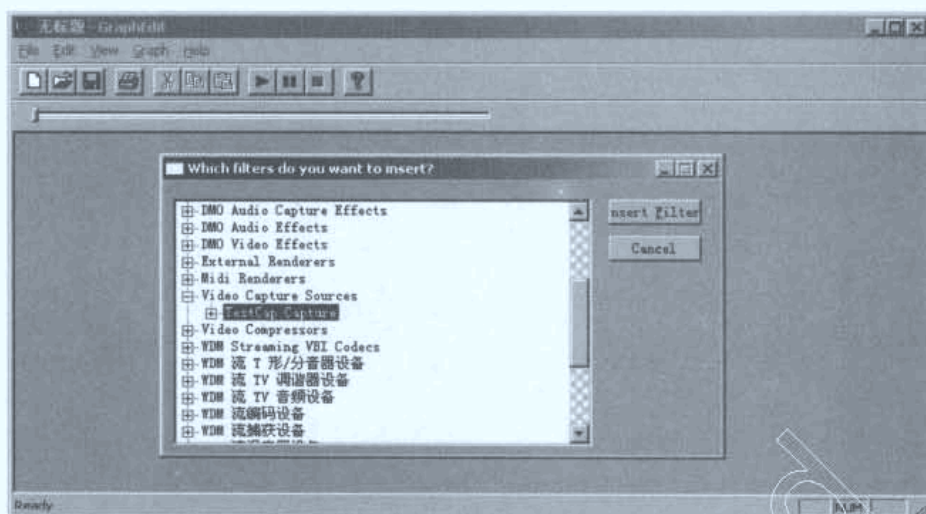 无标题 - GraphEdit
File Edit View Graph Help
Which filters do you want to insert?
DMO Audio Capture Effects
DMO Audio Effects
DMO Video Effects
External Renderers
Midi Renderers
Video Capture Sources
TestCap Capture
Video Compressors
WDM Streaming VBI Codecs
WDM 流 T 形/分音器设备
WDM 流 TV 调谐器设备
WDM 流 TV 音频设备
WDM 流编码设备
WDM 流捕获设备
nsert Filter
Cancel
Ready
NUM